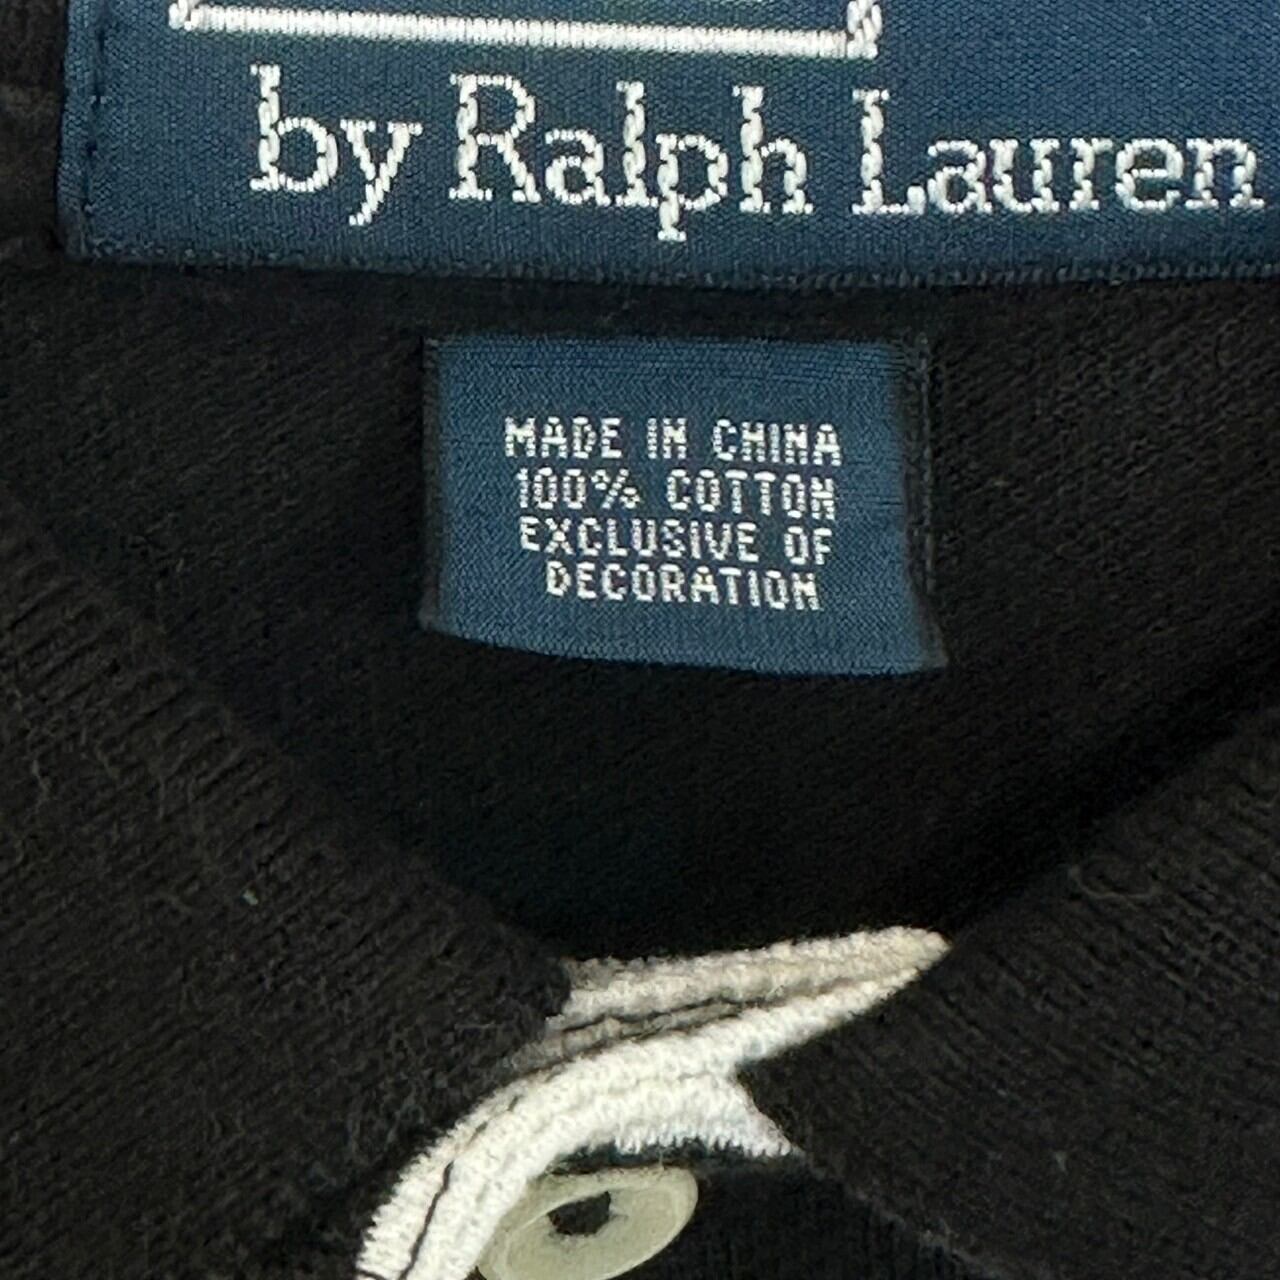 by Ralph Lauren
MADE IN CHINA
100% COTTON
EXCLUSIVE OF
DECORATION